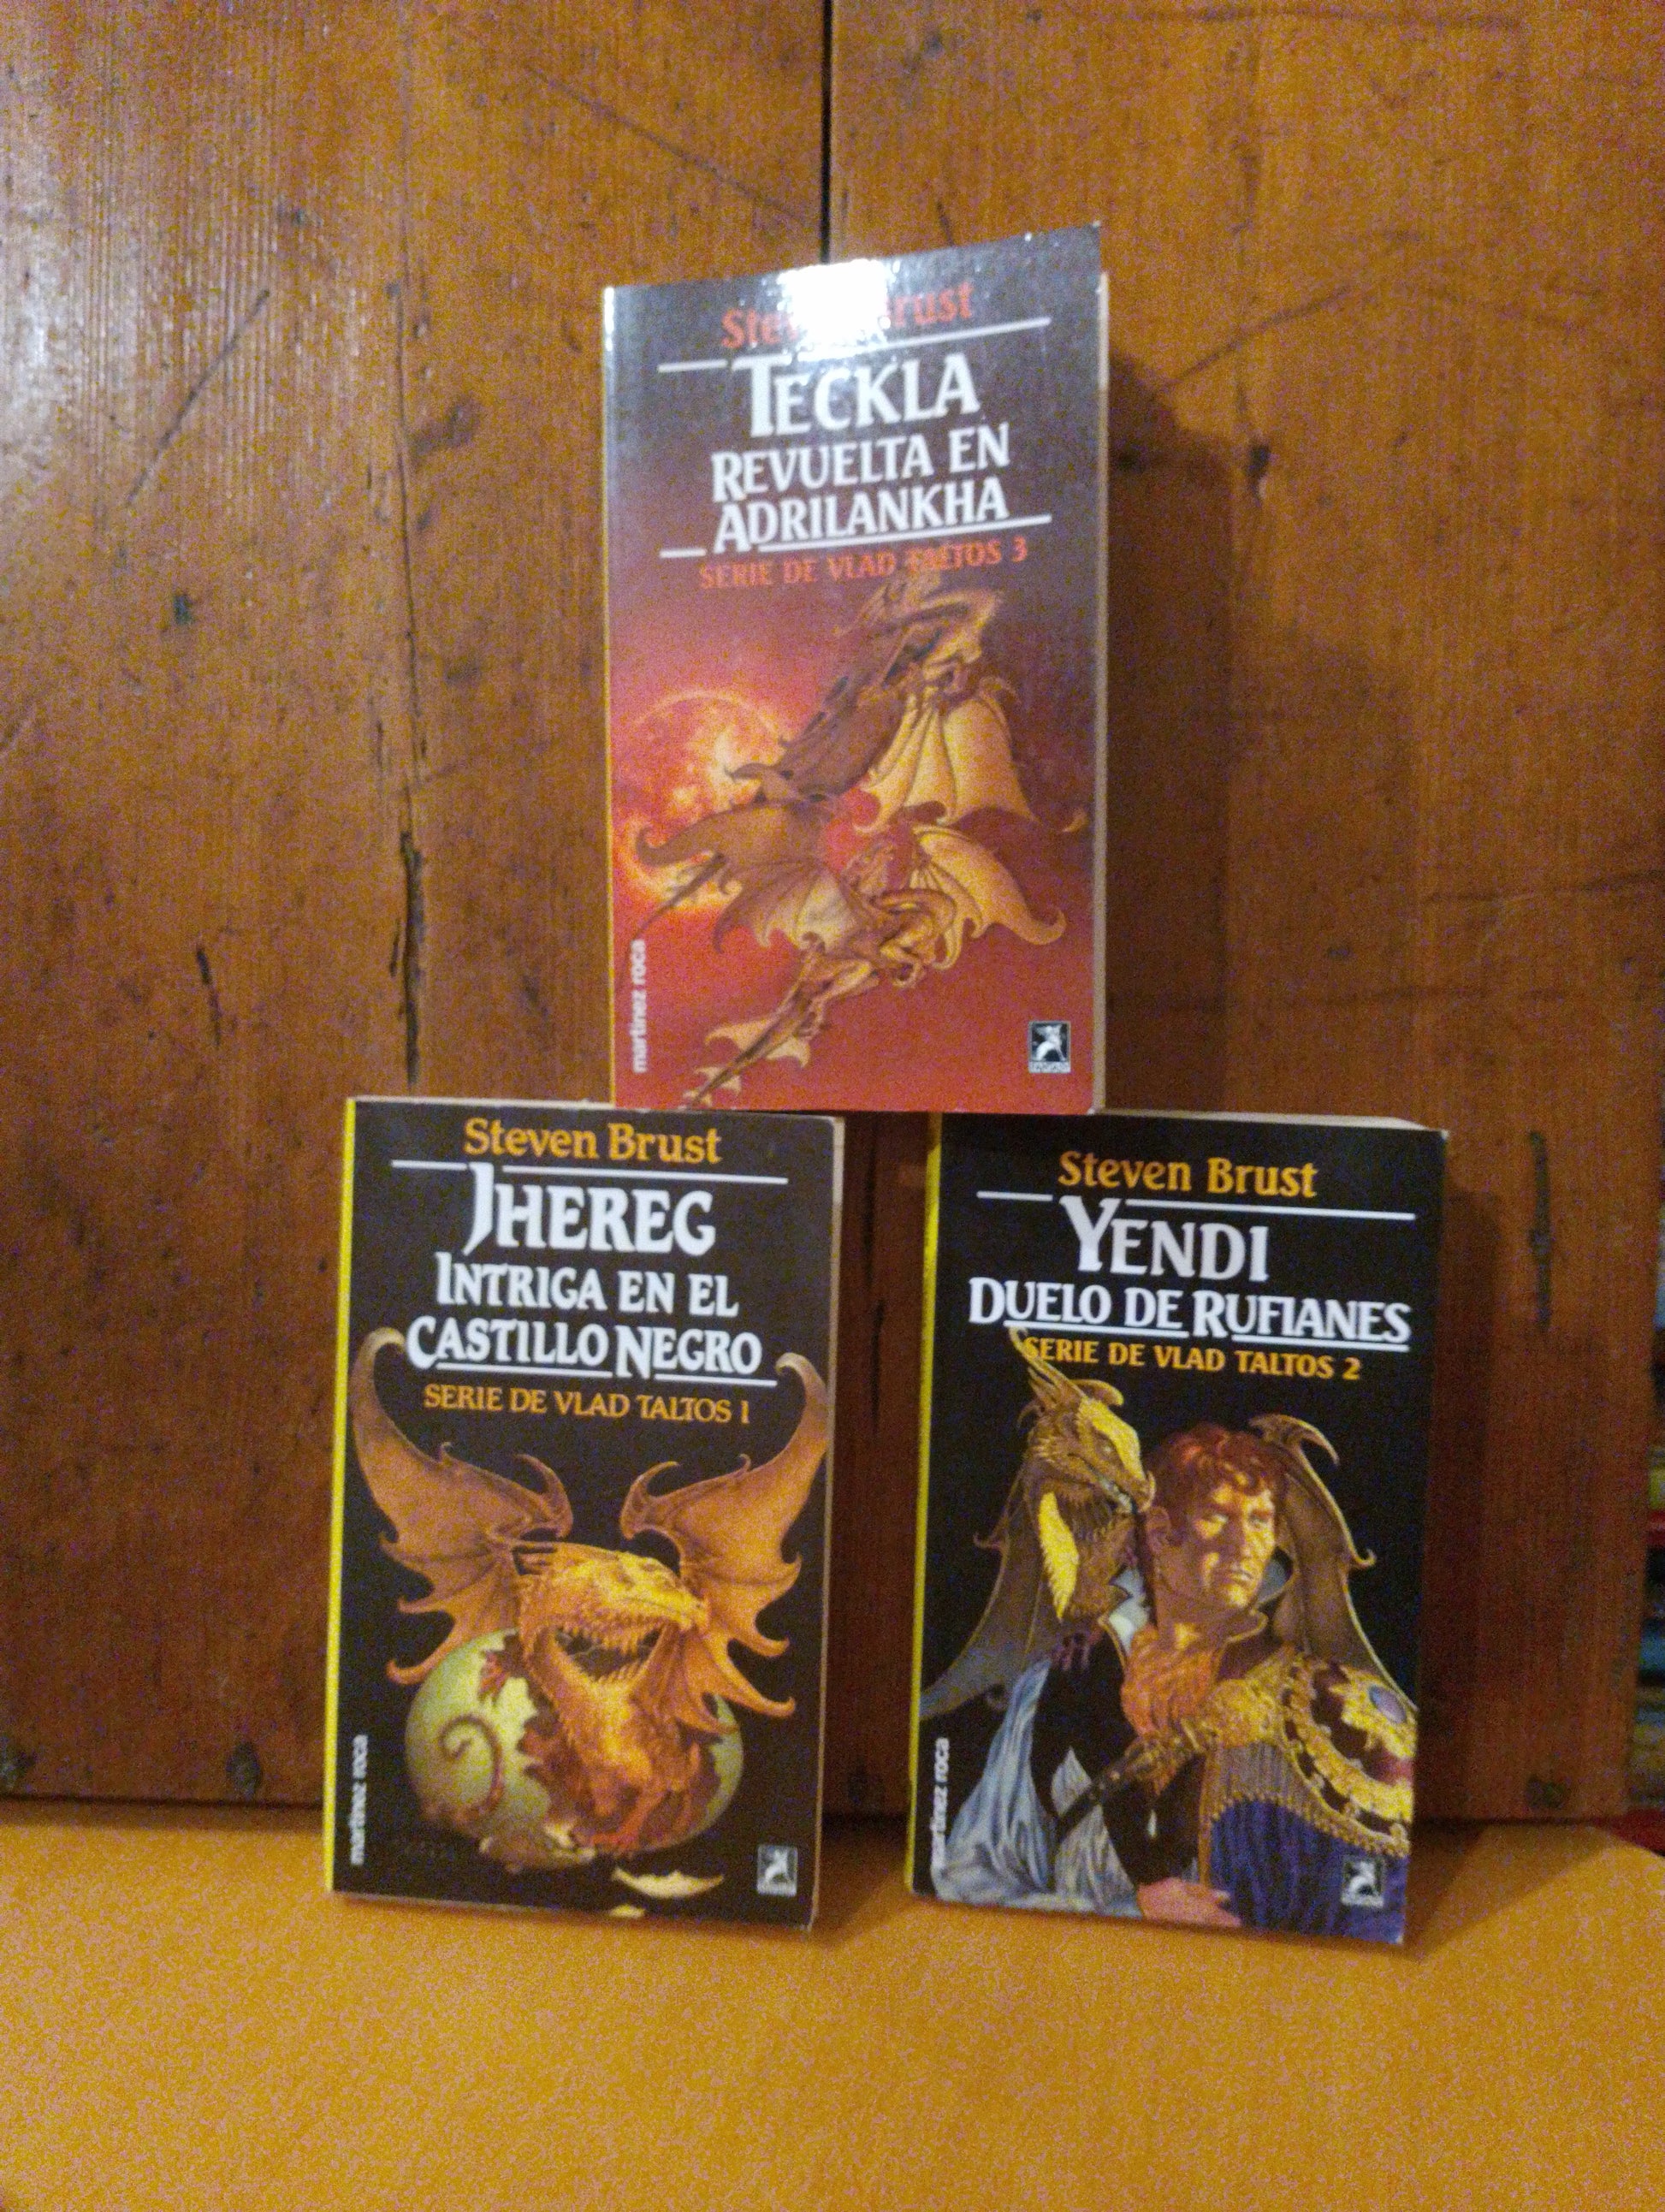 Steven Brust
TECKLA
REVUELTA EN
ADRILANKHA
SERIE DE VLAD TALTOS 3
martínez roca
FANTASY
Steven Brust
JHEREG
INTRIGA EN EL
CASTILLO NEGRO
SERIE DE VLAD TALTOS 1
martínez roca
Steven Brust
YENDI
DUELO DE RUFIANES
SERIE DE VLAD TALTOS 2
martínez roca